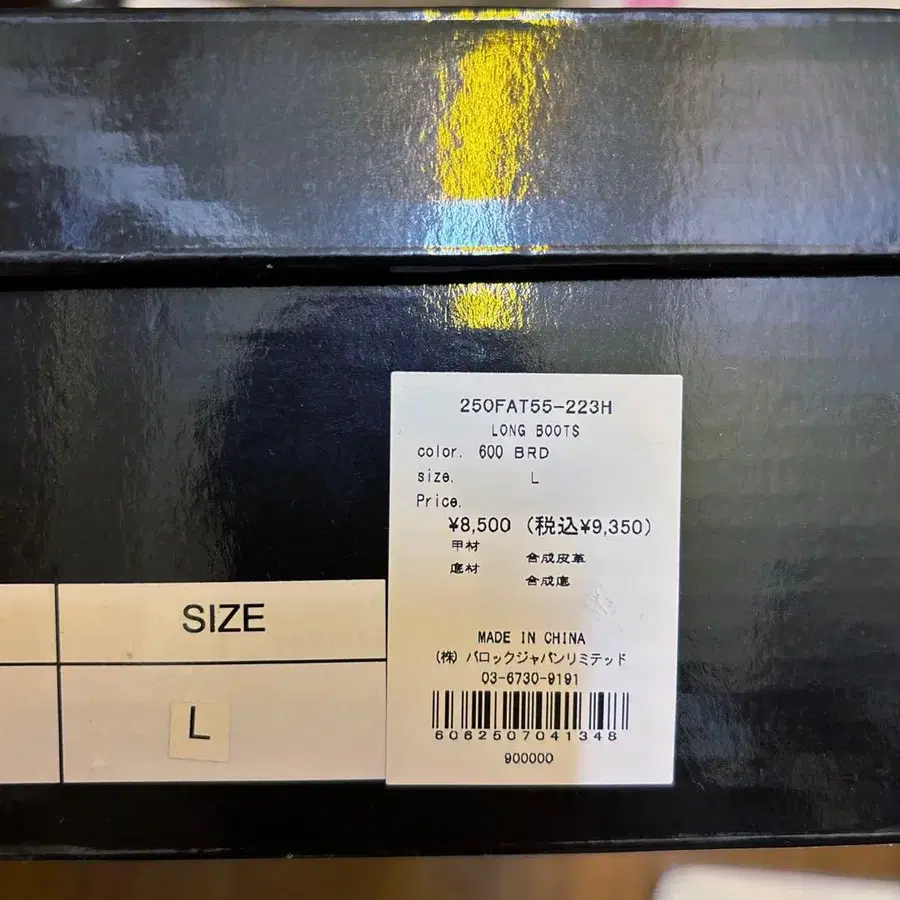 250FAT55-223H
LONG BOOTS
color. 600 BRD
size. L
Price.
¥8,500 (税込¥9,350)
甲材 合成皮革
底材 合成底
MADE IN CHINA
(株) バロックジャパンリミテッド
03-6730-9191
6062507041348
900000
SIZE
L